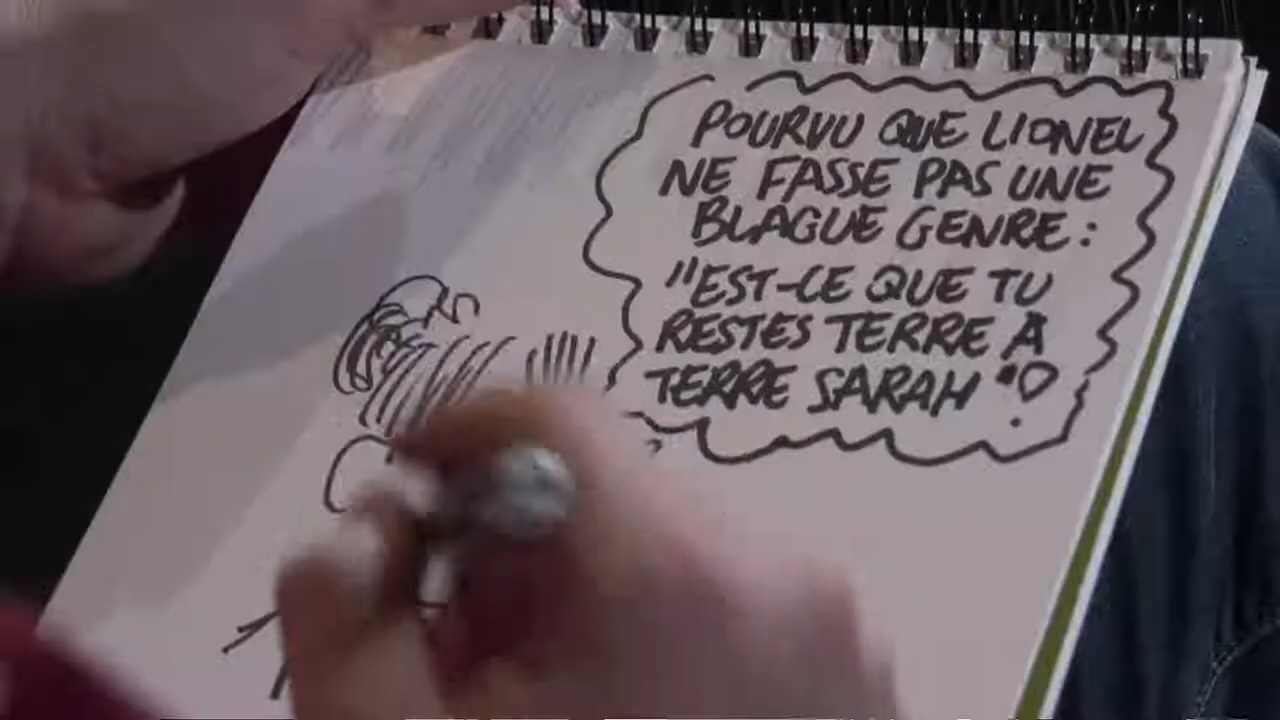 POURVU QUE LIONEL
NE FASSE PAS UNE
BLAGUE GENRE :
"EST-CE QUE TU
RESTES TERRE À
TERRE SARAH" ?